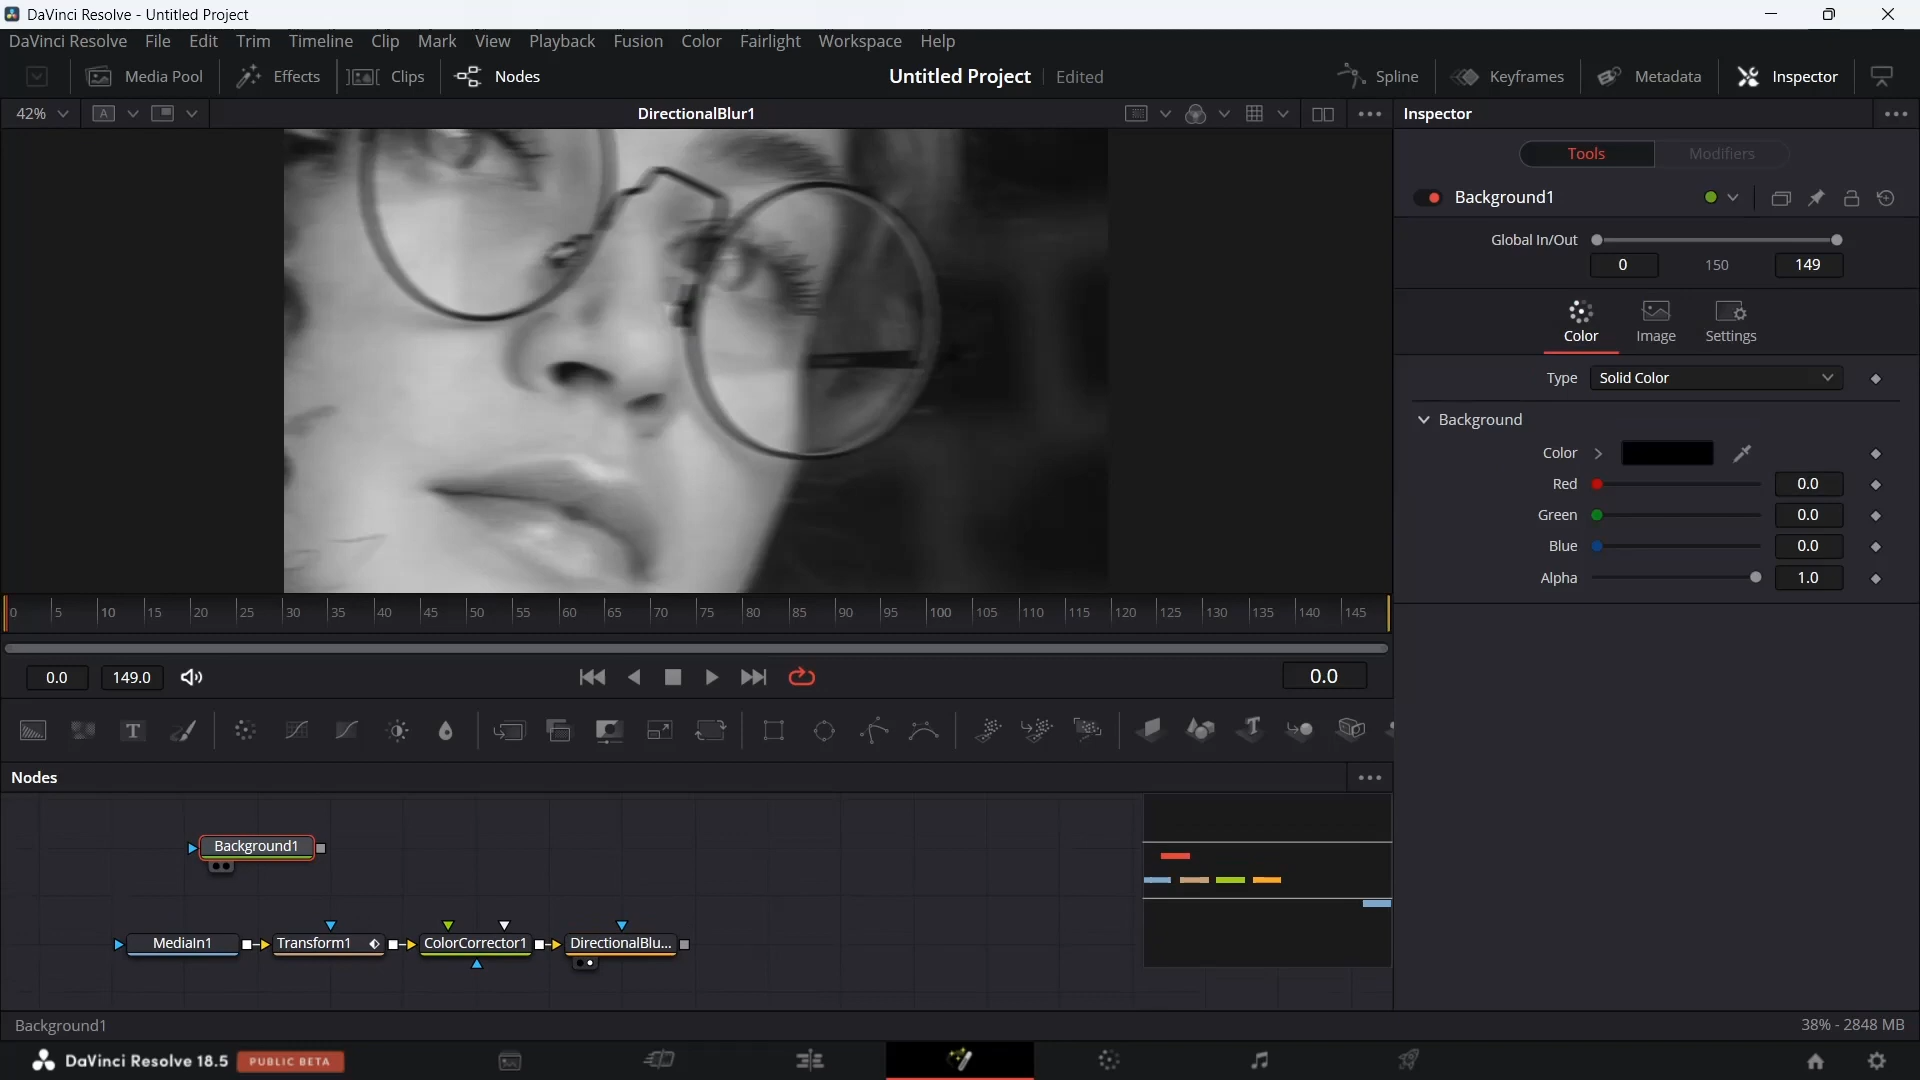 DaVinci Resolve - Untitled Project
DaVinci Resolve File Edit Trim Timeline Clip Mark View Playback Fusion Color Fairlight Workspace Help
Media Pool Effects Clips Nodes Untitled Project Edited Spline Keyframes Metadata Inspector
42% A DirectionalBlur1 Inspector
Tools Modifiers
Background1
Global In/Out
0 150 149
Color Image Settings
Type Solid Color
Background
Color
Red 0.0
Green 0.0
Blue 0.0
Alpha 1.0
0 5 10 15 20 25 30 35 40 45 50 55 60 65 70 75 80 85 90 95 100 105 110 115 120 125 130 135 140 145
0.0 149.0 0.0
T T
Nodes
Background1
MediaIn1 Transform1 ColorCorrector1 DirectionalBlu...
Background1 38% - 2848 MB
DaVinci Resolve 18.5 PUBLIC BETA